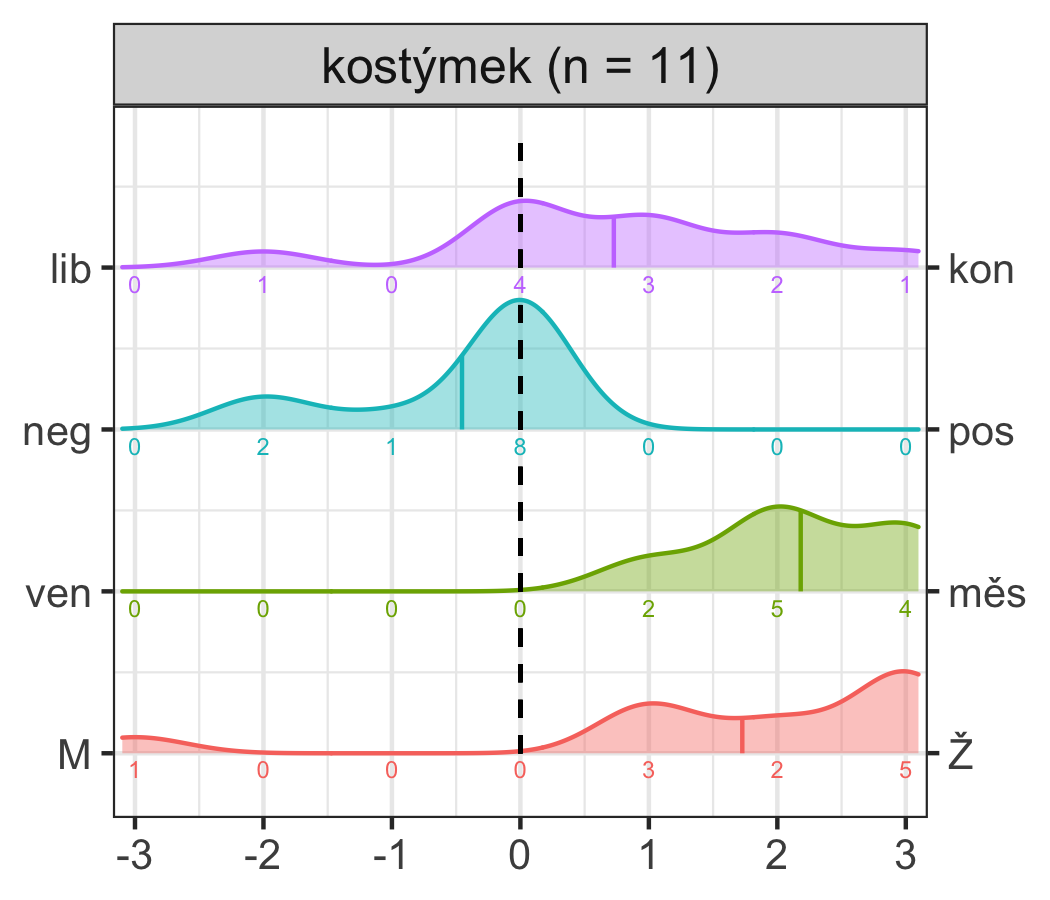 kostýmek (n = 11)
lib kon
0 1 0 4 3 2 1
neg pos
0 2 1 8 0 0 0
ven měs
0 0 0 0 2 5 4
M Ž
1 0 0 0 3 2 5
-3 -2 -1 0 1 2 3